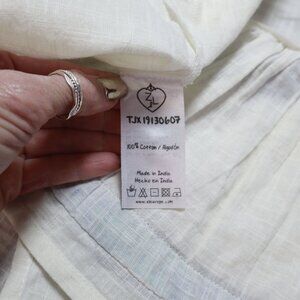 TJX19130607
100% Cotton / Algodón
Made in India
Hecho en India